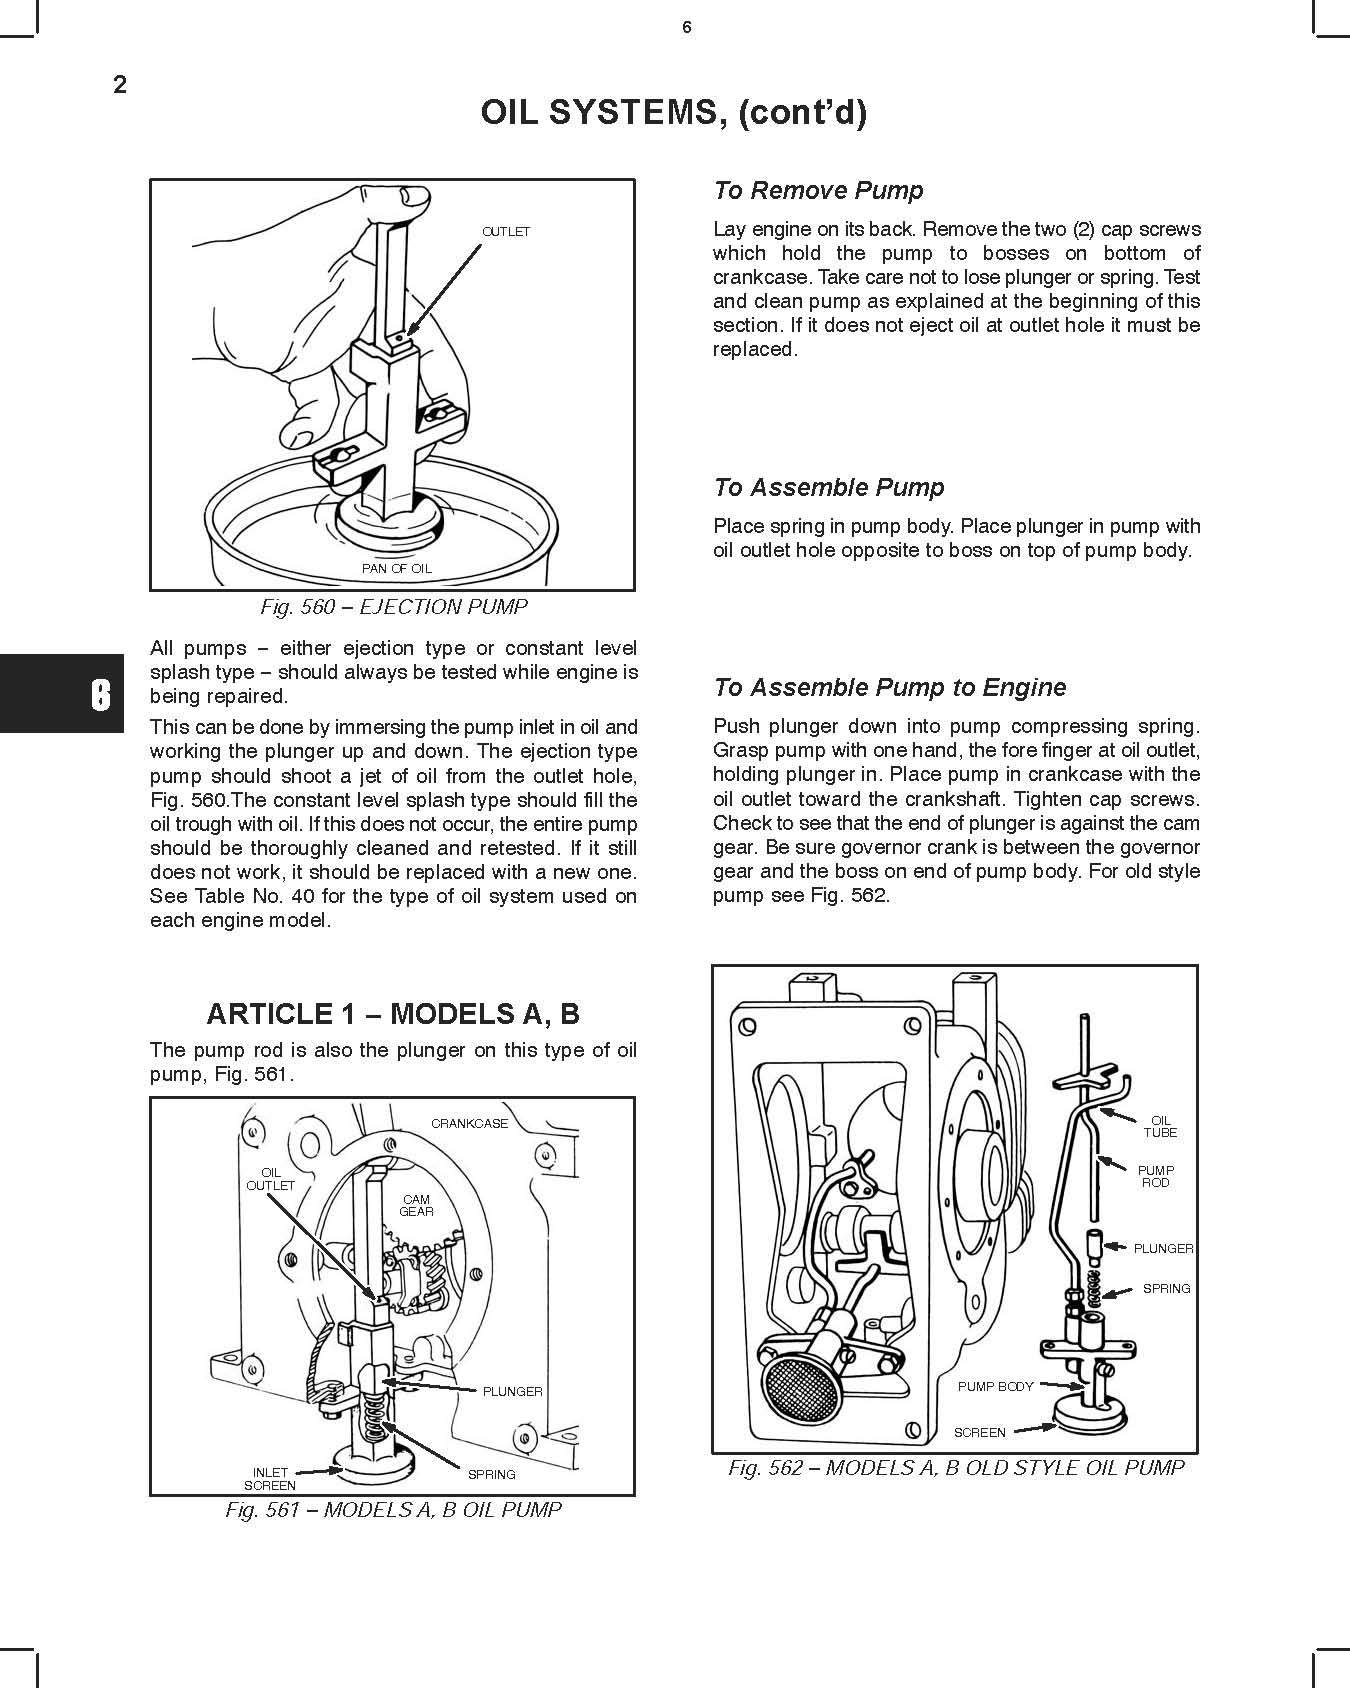 6
2
OIL SYSTEMS, (cont’d)
OUTLET
PAN OF OIL
Fig. 560 – EJECTION PUMP
All pumps – either ejection type or constant level
splash type – should always be tested while engine is
being repaired.
This can be done by immersing the pump inlet in oil and
working the plunger up and down. The ejection type
pump should shoot a jet of oil from the outlet hole,
Fig. 560.The constant level splash type should fill the
oil trough with oil. If this does not occur, the entire pump
should be thoroughly cleaned and retested. If it still
does not work, it should be replaced with a new one.
See Table No. 40 for the type of oil system used on
each engine model.
6
ARTICLE 1 – MODELS A, B
The pump rod is also the plunger on this type of oil
pump, Fig. 561.
CRANKCASE
OIL
OUTLET
CAM
GEAR
PLUNGER
INLET
SCREEN
SPRING
Fig. 561 – MODELS A, B OIL PUMP
To Remove Pump
Lay engine on its back. Remove the two (2) cap screws
which hold the pump to bosses on bottom of
crankcase. Take care not to lose plunger or spring. Test
and clean pump as explained at the beginning of this
section. If it does not eject oil at outlet hole it must be
replaced.
To Assemble Pump
Place spring in pump body. Place plunger in pump with
oil outlet hole opposite to boss on top of pump body.
To Assemble Pump to Engine
Push plunger down into pump compressing spring.
Grasp pump with one hand, the fore finger at oil outlet,
holding plunger in. Place pump in crankcase with the
oil outlet toward the crankshaft. Tighten cap screws.
Check to see that the end of plunger is against the cam
gear. Be sure governor crank is between the governor
gear and the boss on end of pump body. For old style
pump see Fig. 562.
OIL
TUBE
PUMP
ROD
PLUNGER
SPRING
PUMP BODY
SCREEN
Fig. 562 – MODELS A, B OLD STYLE OIL PUMP